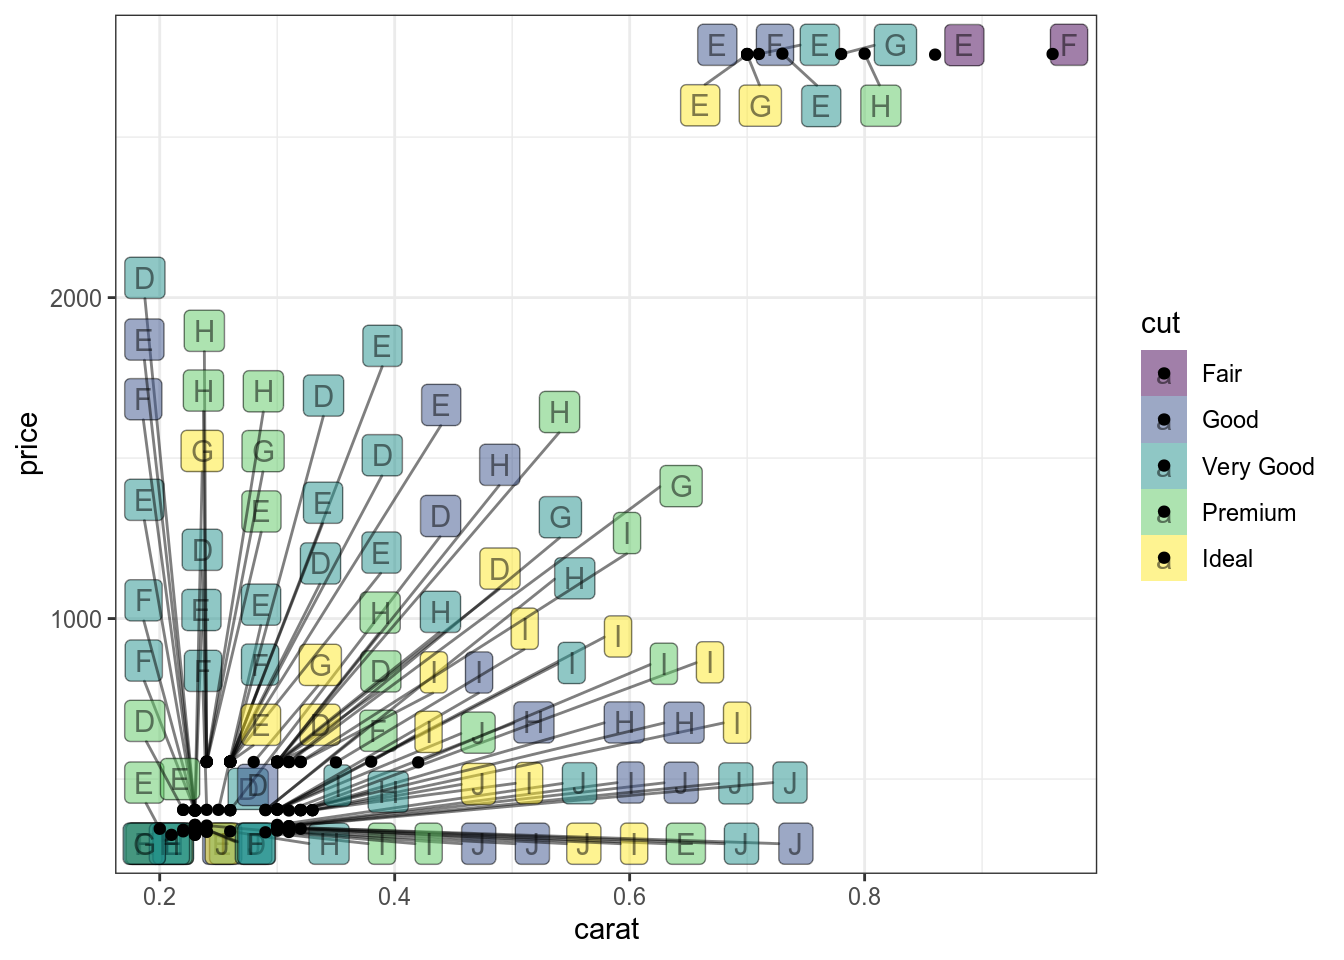 E F E G E F
E G E H
D
2000
E H
E
F H H D E H
G G D H
G
E E E D G I
D D E D H
F E E H H I I
F F F G D I I I I I
D E D F I J H H H I
E E D I H J I E I J J J
G H J F H I I J J J I E J J
1000
0.2 0.4 0.6 0.8
carat
price
cut
a Fair
a Good
a Very Good
a Premium
a Ideal